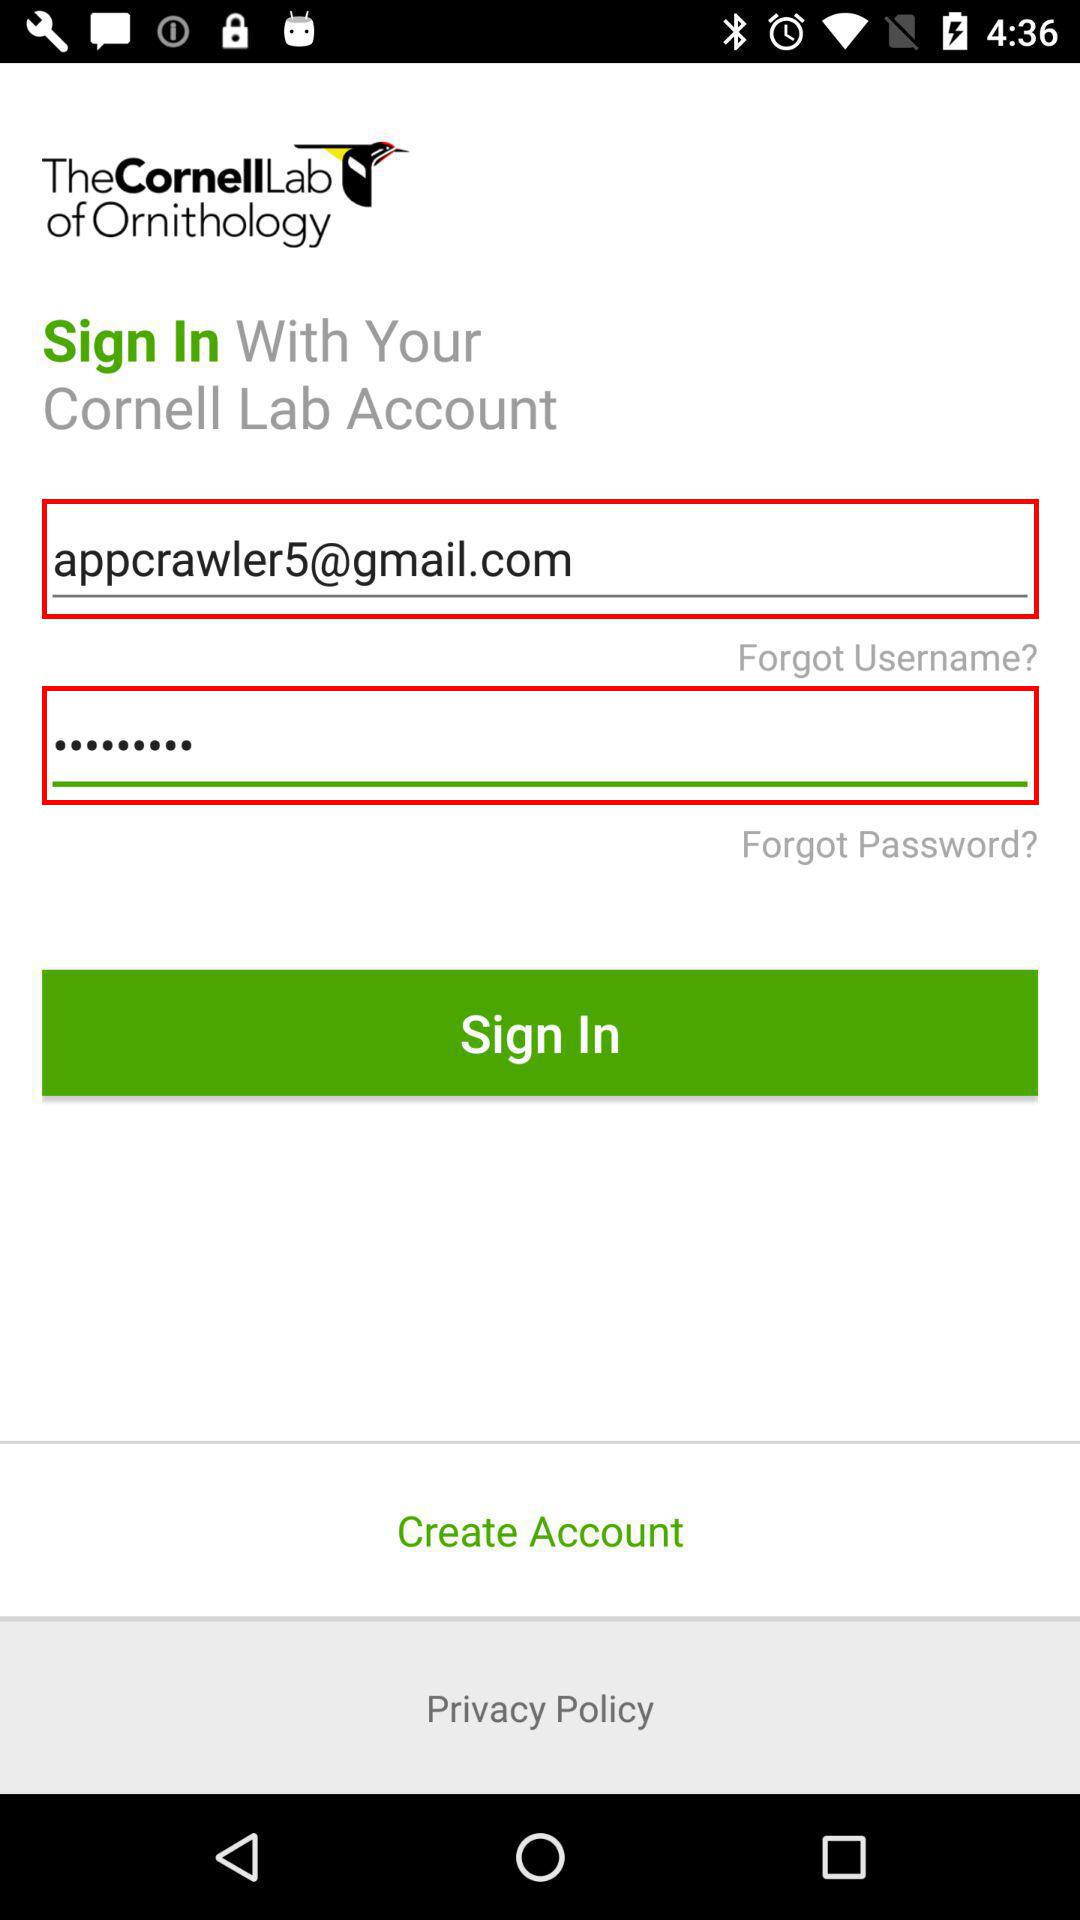 4:36
TheCornellLab
of Ornithology
Sign In With Your
Cornell Lab Account
appcrawler5@gmail.com
Forgot Username?
•••••••••
Forgot Password?
Sign In
Create Account
Privacy Policy